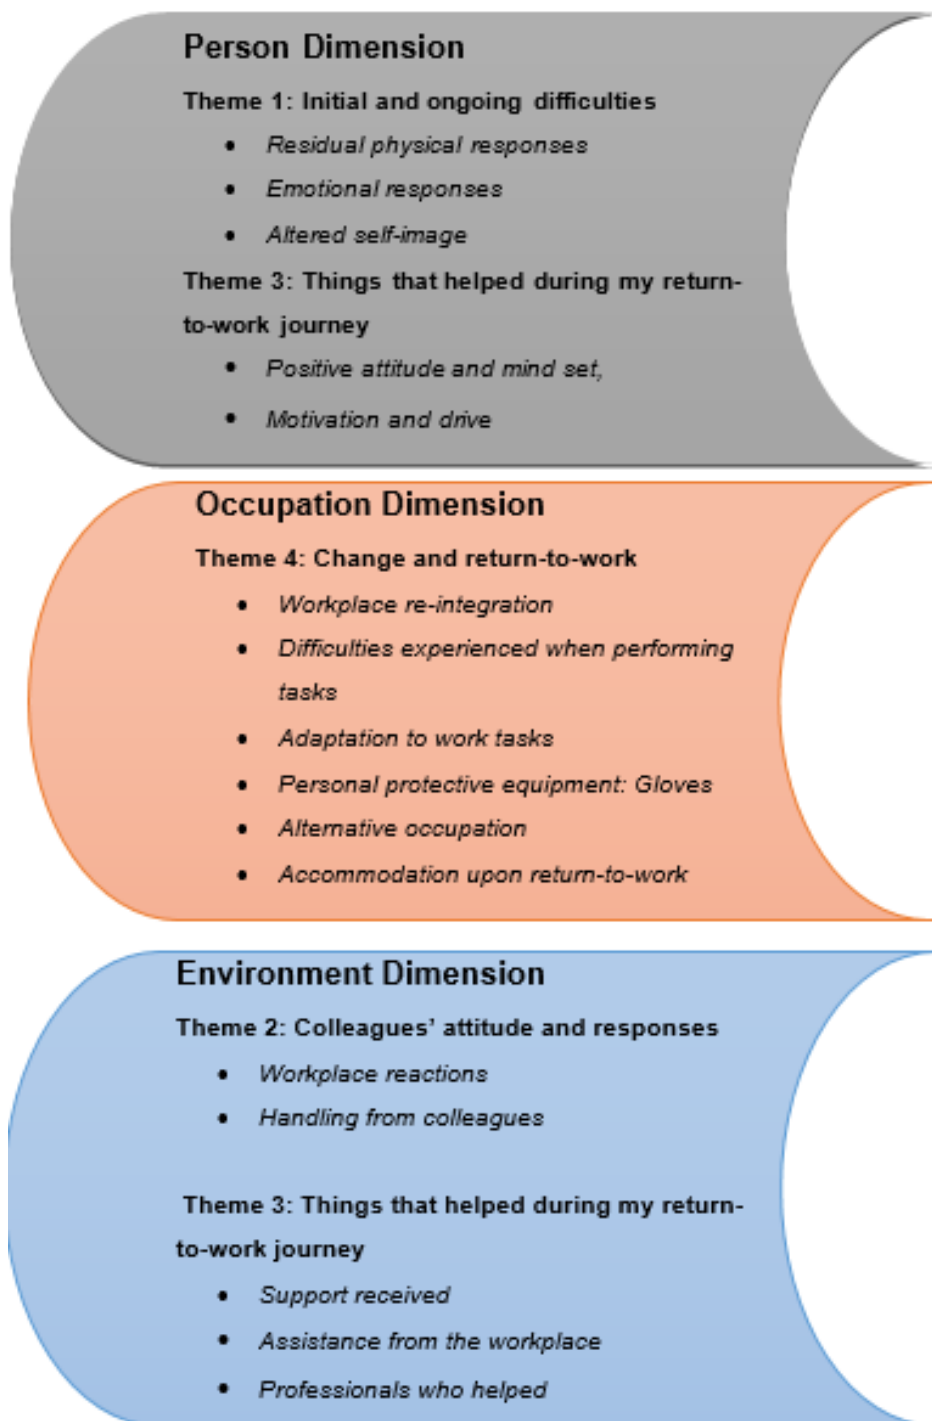 Person Dimension
Theme 1: Initial and ongoing difficulties
• Residual physical responses
• Emotional responses
• Altered self-image
Theme 3: Things that helped during my return-
to-work journey
• Positive attitude and mind set,
• Motivation and drive
Occupation Dimension
Theme 4: Change and return-to-work
• Workplace re-integration
• Difficulties experienced when performing
tasks
• Adaptation to work tasks
• Personal protective equipment: Gloves
• Alternative occupation
• Accommodation upon return-to-work
Environment Dimension
Theme 2: Colleagues’ attitude and responses
• Workplace reactions
• Handling from colleagues
Theme 3: Things that helped during my return-
to-work journey
• Support received
• Assistance from the workplace
• Professionals who helped